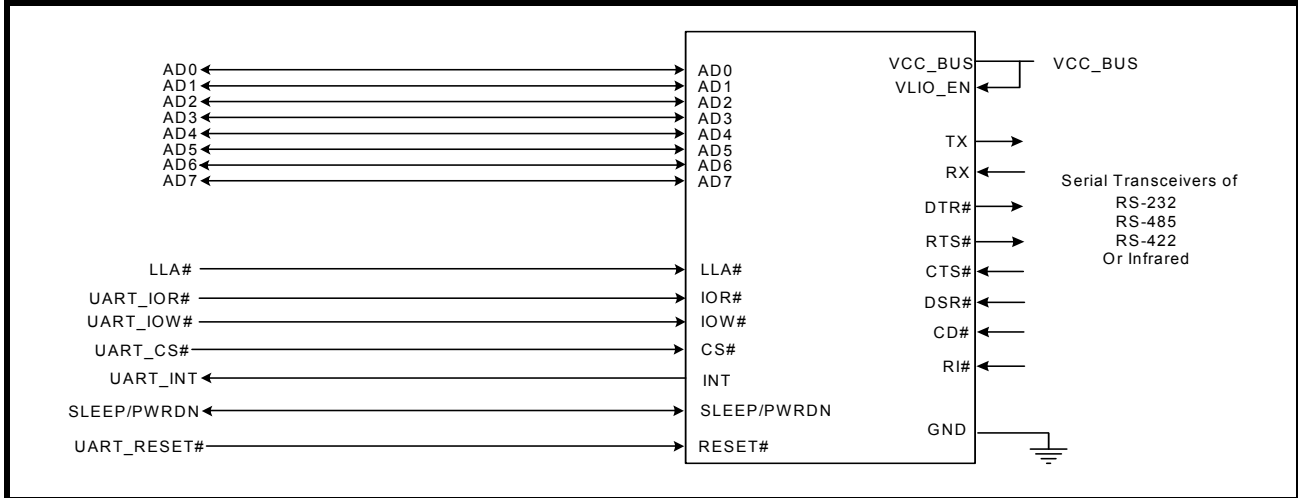 AD0
AD1
AD2
AD3
AD4
AD5
AD6
AD7
LLA#
UART_IOR#
UART_IOW#
UART_CS#
UART_INT
SLEEP/PWRDN
UART_RESET#
AD0
AD1
AD2
AD3
AD4
AD5
AD6
AD7
LLA#
IOR#
IOW#
CS#
INT
SLEEP/PWRDN
RESET#
VCC_BUS
VLIO_EN
TX
RX
DTR#
RTS#
CTS#
DSR#
CD#
RI#
GND
VCC_BUS
Serial Transceivers of
RS-232
RS-485
RS-422
Or Infrared